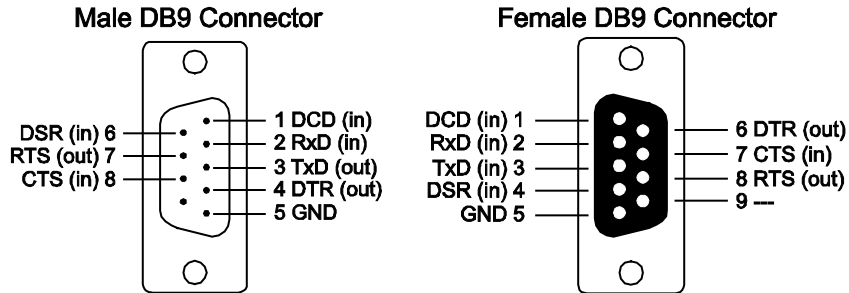 Male DB9 Connector
DSR (in) 6
RTS (out) 7
CTS (in) 8
1 DCD (in)
2 RxD (in)
3 TxD (out)
4 DTR (out)
5 GND
Female DB9 Connector
DCD (in) 1
RxD (in) 2
TxD (in) 3
DSR (in) 4
GND 5
6 DTR (out)
7 CTS (in)
8 RTS (out)
9 ---